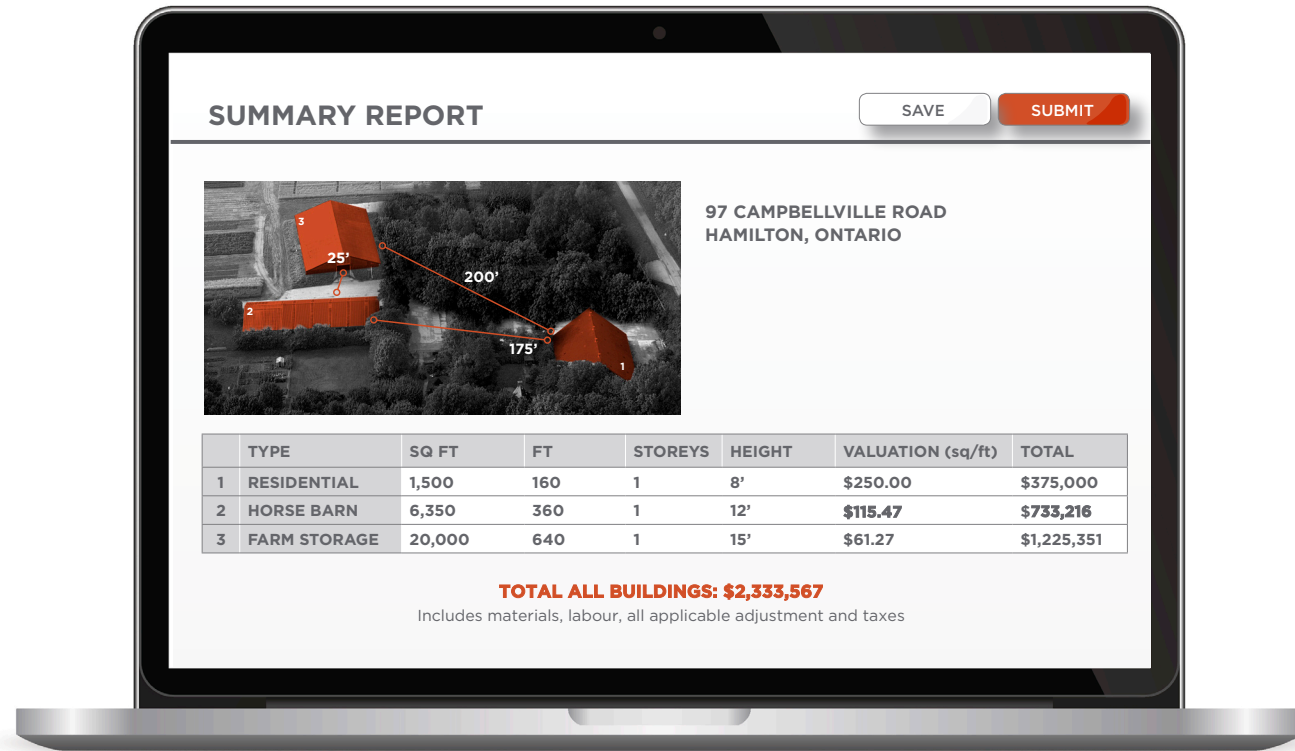 SUMMARY REPORT
SAVE
SUBMIT
3
25’
200’
2
175’
1
97 CAMPBELLVILLE ROAD
HAMILTON, ONTARIO
TYPE SQ FT FT STOREYS HEIGHT VALUATION (sq/ft) TOTAL
1 RESIDENTIAL 1,500 160 1 8’ $250.00 $375,000
2 HORSE BARN 6,350 360 1 12’ $115.47 $733,216
3 FARM STORAGE 20,000 640 1 15’ $61.27 $1,225,351
TOTAL ALL BUILDINGS: $2,333,567
Includes materials, labour, all applicable adjustment and taxes